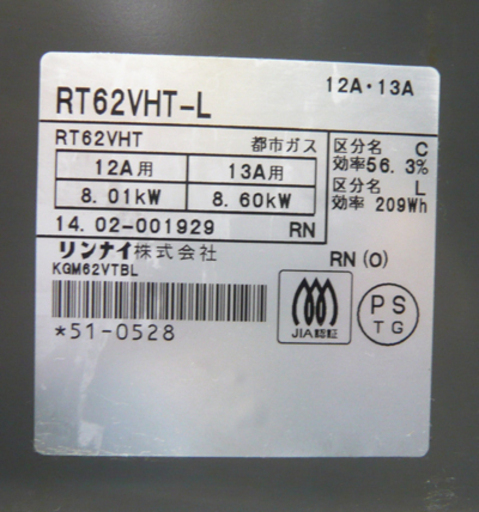 12A・13A
RT62VHT-L
RT62VHT 都市ガス
12A用 13A用
8.01kW 8.60kW
14.02-001929 RN
区分名 C
効率56.3%
区分名 L
効率 209Wh
リンナイ株式会社
KGM62VTBL
RN(O)
*51-0528
JIA認証
PS
TG